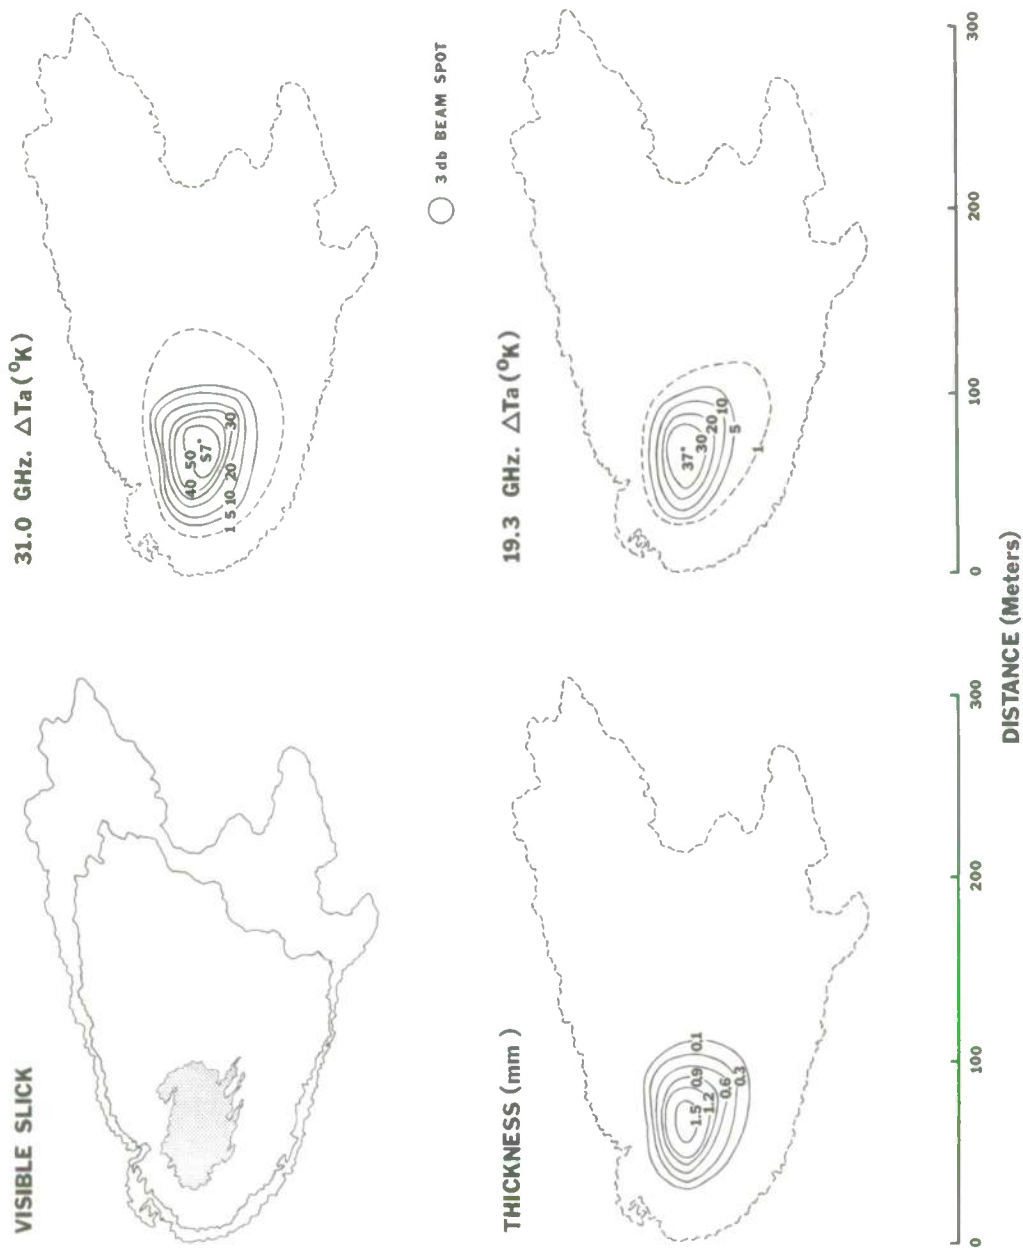 VISIBLE SLICK
31.0 GHz. ΔTa (°K)
1 5 10 20 30
40 50
57°
3 db BEAM SPOT
THICKNESS (mm)
0.1
0.3
0.6
0.9
1.2
1.5
19.3 GHz. ΔTa (°K)
37°
30
20
10
5
1
0 100 200 300
0 100 200 300
DISTANCE (Meters)